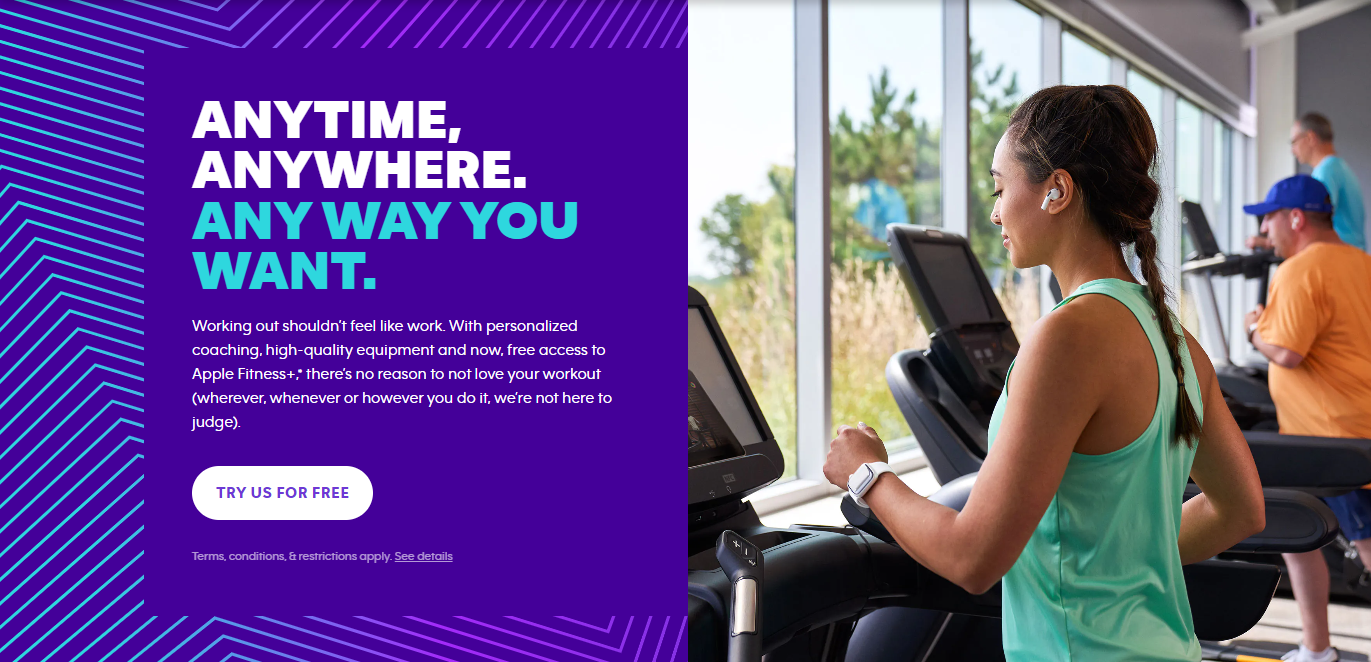 ANYTIME,
ANYWHERE.
ANY WAY YOU
WANT.
Working out shouldn't feel like work. With personalized
coaching, high-quality equipment and now, free access to
Apple Fitness+,* there's no reason to not love your workout
(wherever, whenever or however you do it, we're not here to
judge).
TRY US FOR FREE
Terms, conditions, & restrictions apply. See details